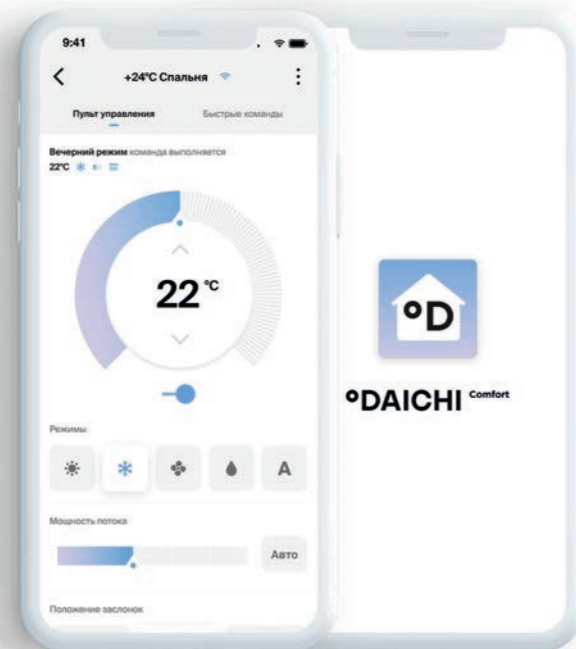 9:41
+24°C Спальня
Пульт управления
Быстрые команды
Вечерний режим команда выполняется
22°C
22 °C
Режимы
A
Мощность потока
Авто
Положение заслонок
°D
°DAICHI Comfort